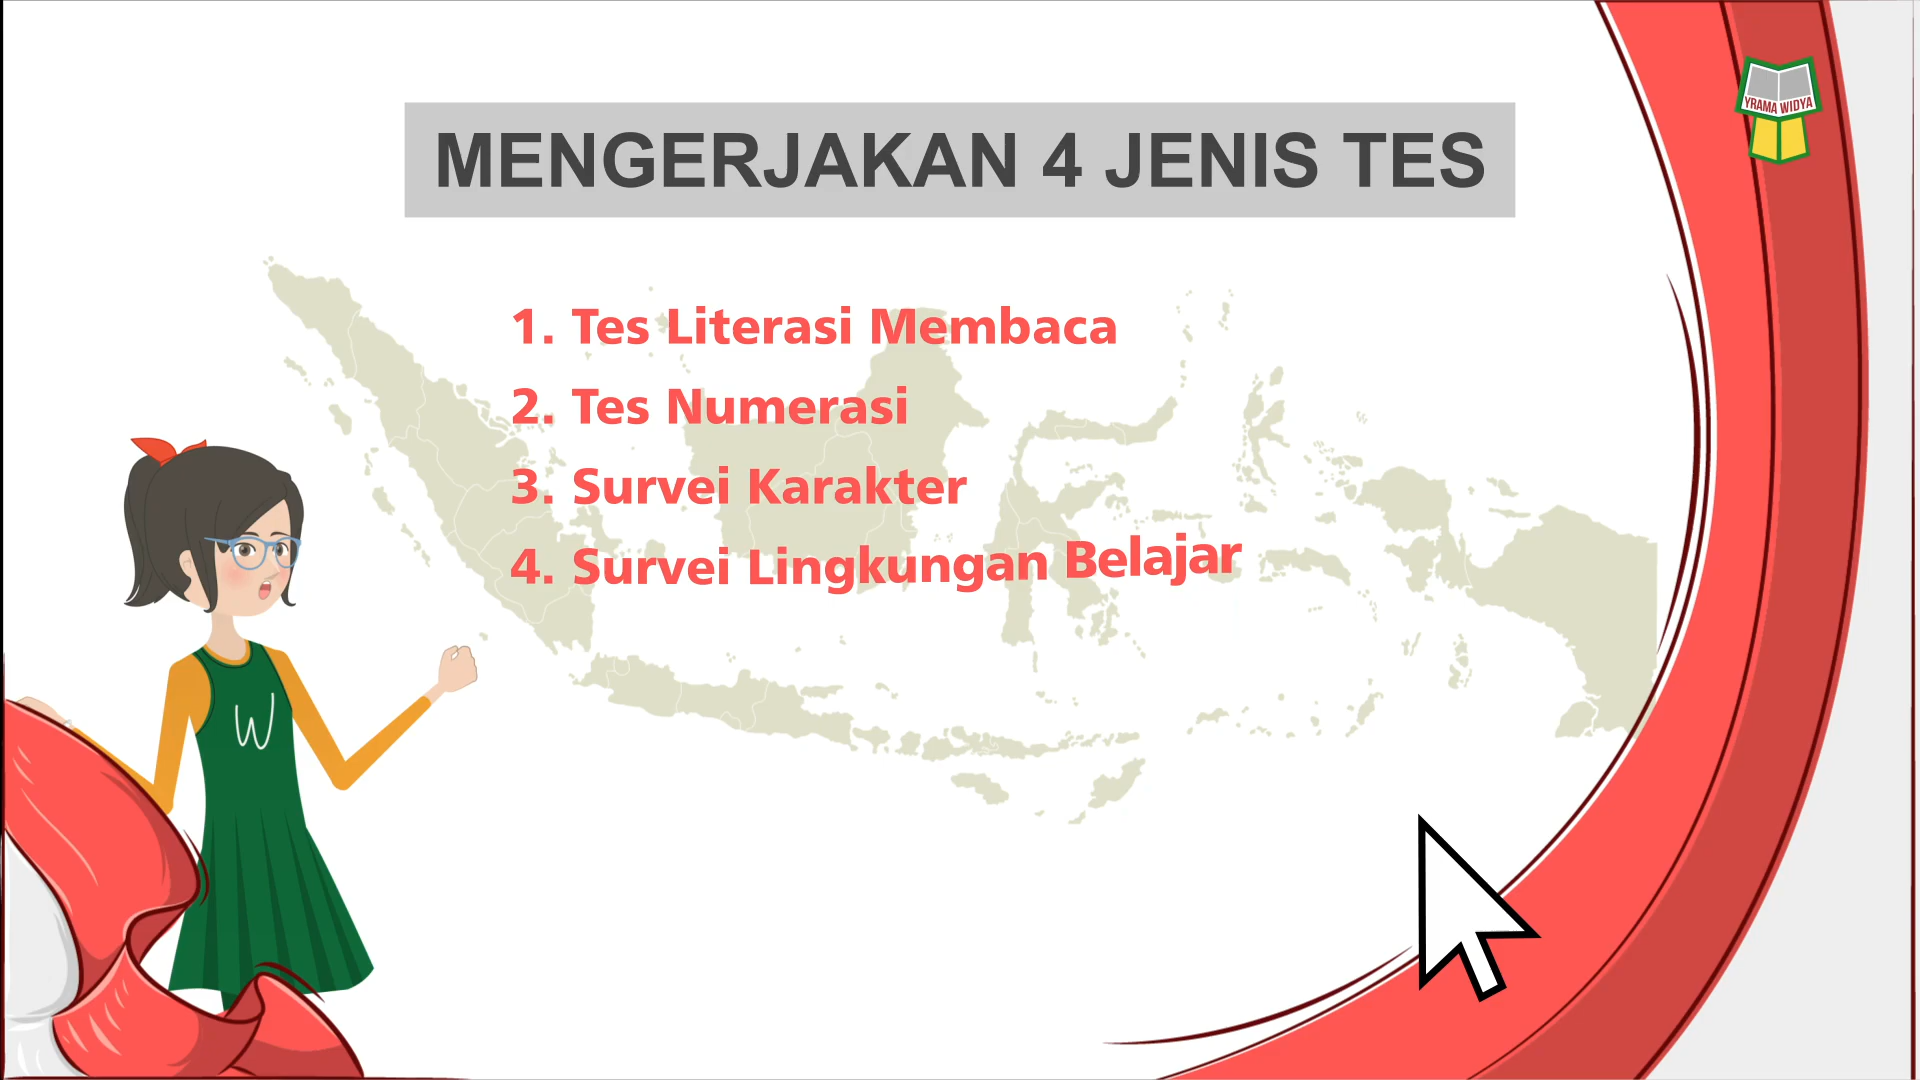 MENGERJAKAN 4 JENIS TES
YRAMA WIDYA
1. Tes Literasi Membaca
2. Tes Numerasi
3. Survei Karakter
4. Survei Lingkungan Belajar
W